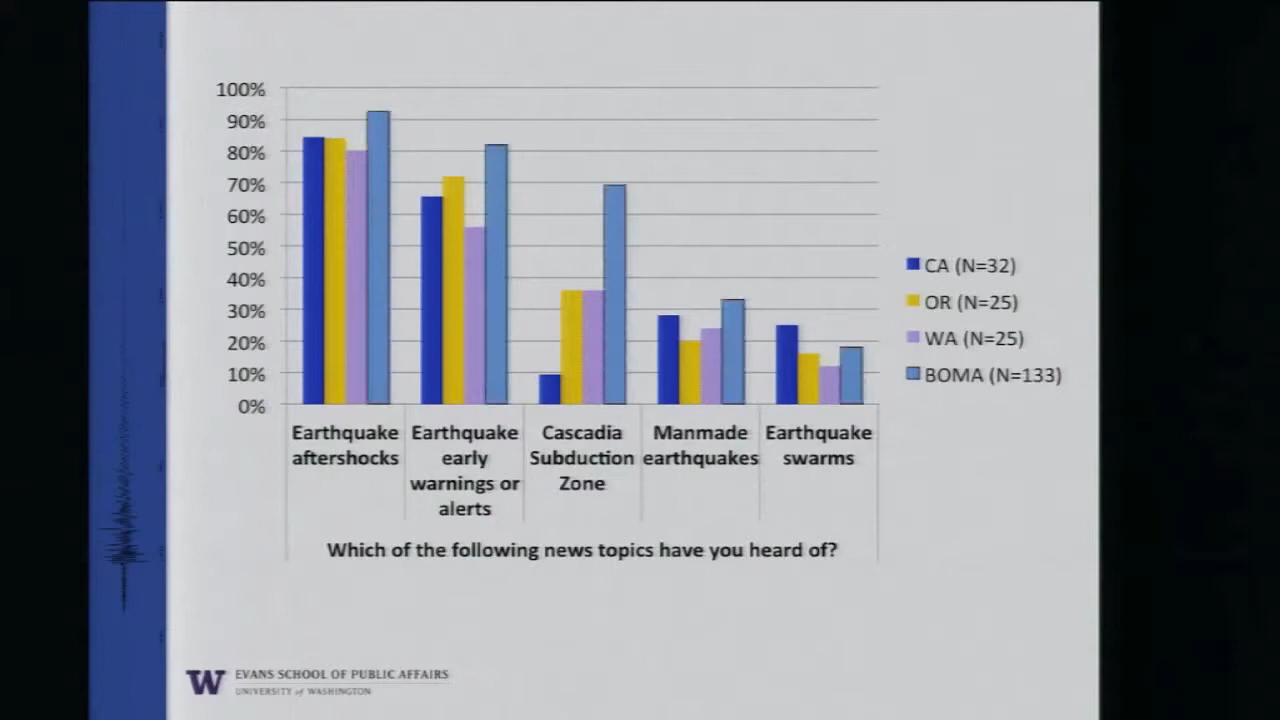 100%
90%
80%
70%
60%
50%
40%
30%
20%
10%
0%
Earthquake
aftershocks
Earthquake
early
warnings or
alerts
Cascadia
Subduction
Zone
Manmade
earthquakes
Earthquake
swarms
Which of the following news topics have you heard of?
CA (N=32)
OR (N=25)
WA (N=25)
BOMA (N=133)
W
EVANS SCHOOL OF PUBLIC AFFAIRS
UNIVERSITY of WASHINGTON